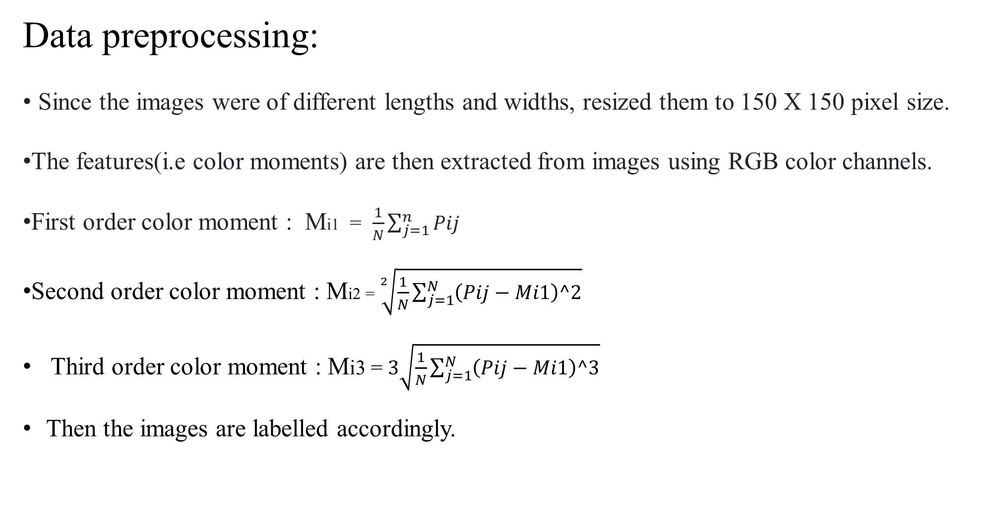 Data preprocessing:
• Since the images were of different lengths and widths, resized them to 150 X 150 pixel size.
•The features(i.e color moments) are then extracted from images using RGB color channels.
•First order color moment :  Mi1 = \frac{1}{N}\sum_{j=1}^{n} Pij
•Second order color moment : Mi2 = \sqrt[2]{\frac{1}{N}\sum_{j=1}^{N}(Pij - Mi1)^2}
• Third order color moment : Mi3 = 3\sqrt{\frac{1}{N}\sum_{j=1}^{N}(Pij - Mi1)^3}
• Then the images are labelled accordingly.